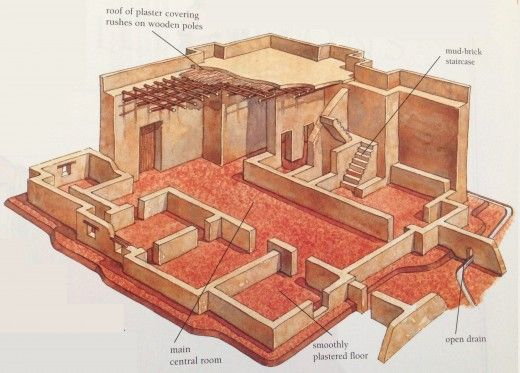 roof of plaster covering
rushes on wooden poles
mud-brick
staircase
main
central room
smoothly
plastered floor
open drain